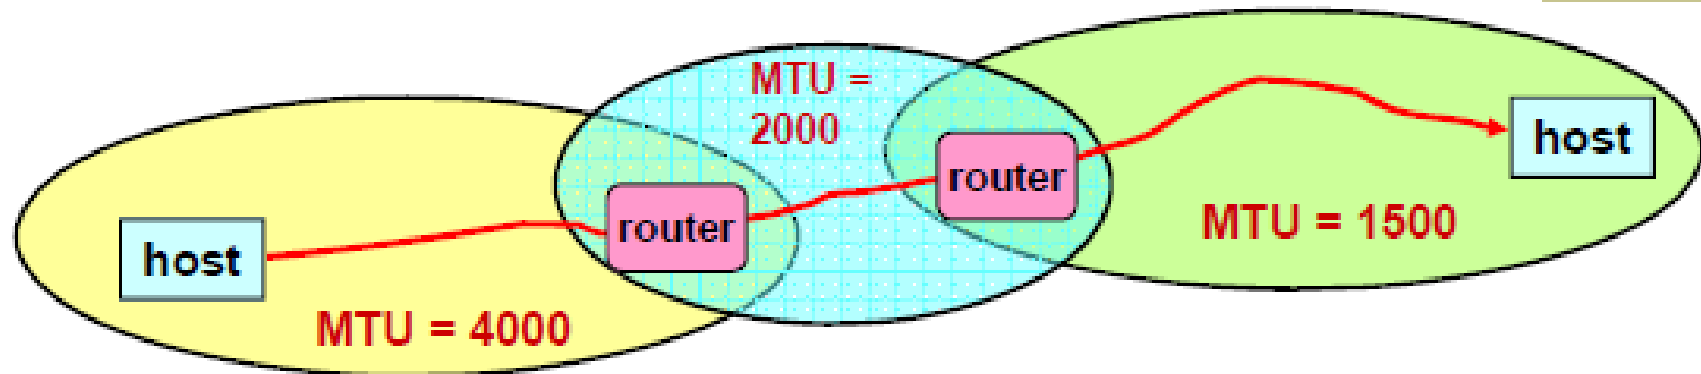 host
MTU = 4000
router
MTU =
2000
router
MTU = 1500
host